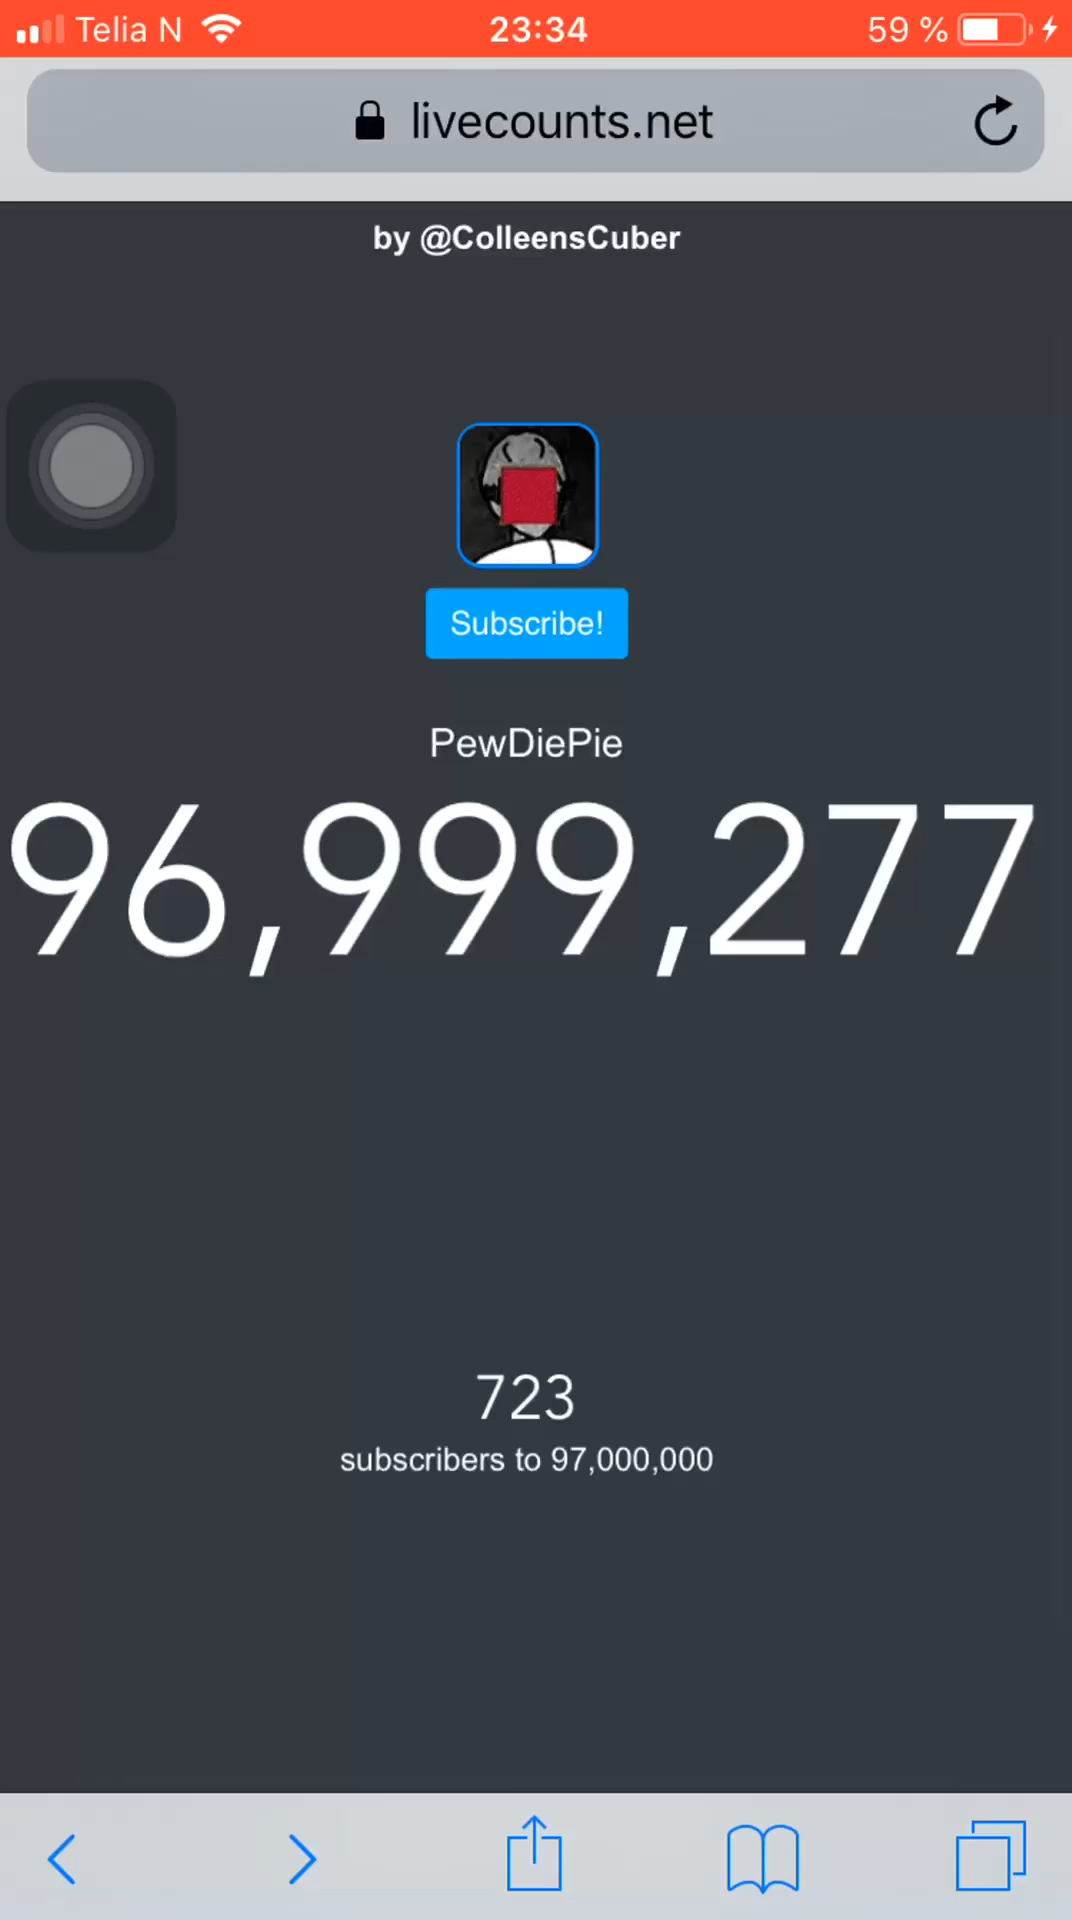 Telia N 23:34 59 %
livecounts.net
by @ColleensCuber
Subscribe!
PewDiePie
96,999,277
723
subscribers to 97,000,000